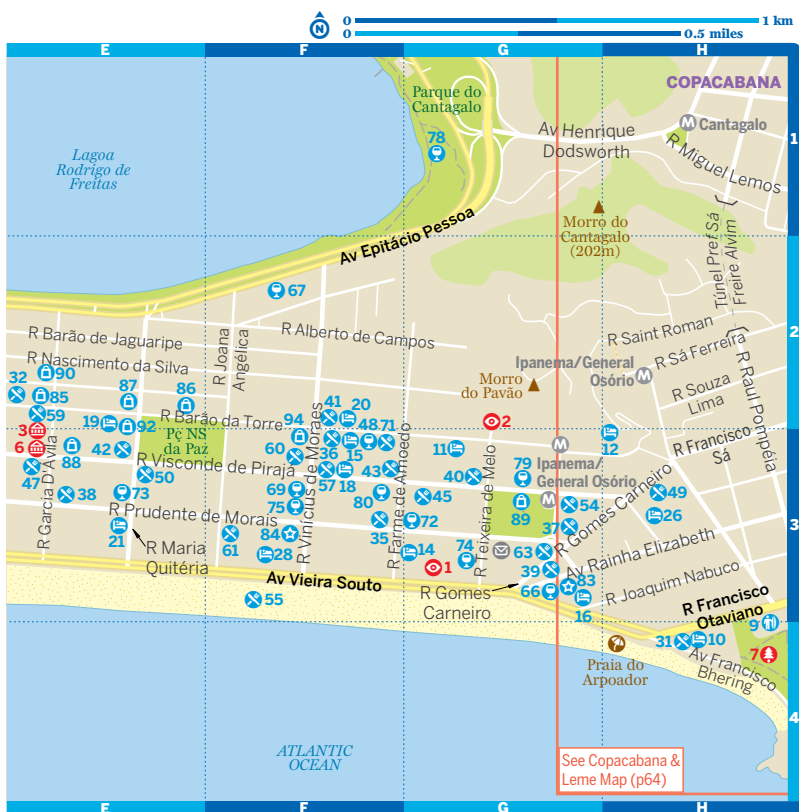 N
0
1 km
0
0.5 miles
E
F
G
H
COPACABANA
Parque do
Cantagalo
78
Cantagalo
Av Henrique
Dodsworth
R Miguel Lemos
1
Lagoa
Rodrigo de
Freitas
Morro do
Cantagalo
(202m)
Av Epitácio Pessoa
Túnel Pref Sá
Freire Alvim
67
R Barão de Jaguaripe
R Joana
Angélica
R Alberto de Campos
R Saint Roman
2
R Nascimento da Silva
Ipanema/General
Osório
R Sá Ferreira
R Raul Pompéia
32
90
85
87
86
Morro
do Pavão
R Souza
Lima
59
19
92
R Barão da Torre
94
41
20
48
71
2
3
6
88
42
Pç NS
da Paz
60
36
15
11
12
R Francisco
Sá
47
50
R Visconde de Pirajá
57
18
43
40
79
Ipanema/
General Osório
R Garcia D'Ávila
38
73
69
75
R Vinícius de Moraes
80
45
R Farme de Amoedo
R Teixeira de Melo
89
54
49
26
R Prudente de Morais
35
72
37
R Gomes Carneiro
3
21
R Maria
Quitéria
61
84
28
14
1
74
63
39
Av Rainha Elizabeth
Av Vieira Souto
66
83
16
R Joaquim Nabuco
55
R Gomes
Carneiro
R Francisco
Otaviano
9
31
10
7
Praia do
Arpoador
Av Francisco
Bhering
4
ATLANTIC
OCEAN
See Copacabana &
Leme Map (p64)
E
F
G
H